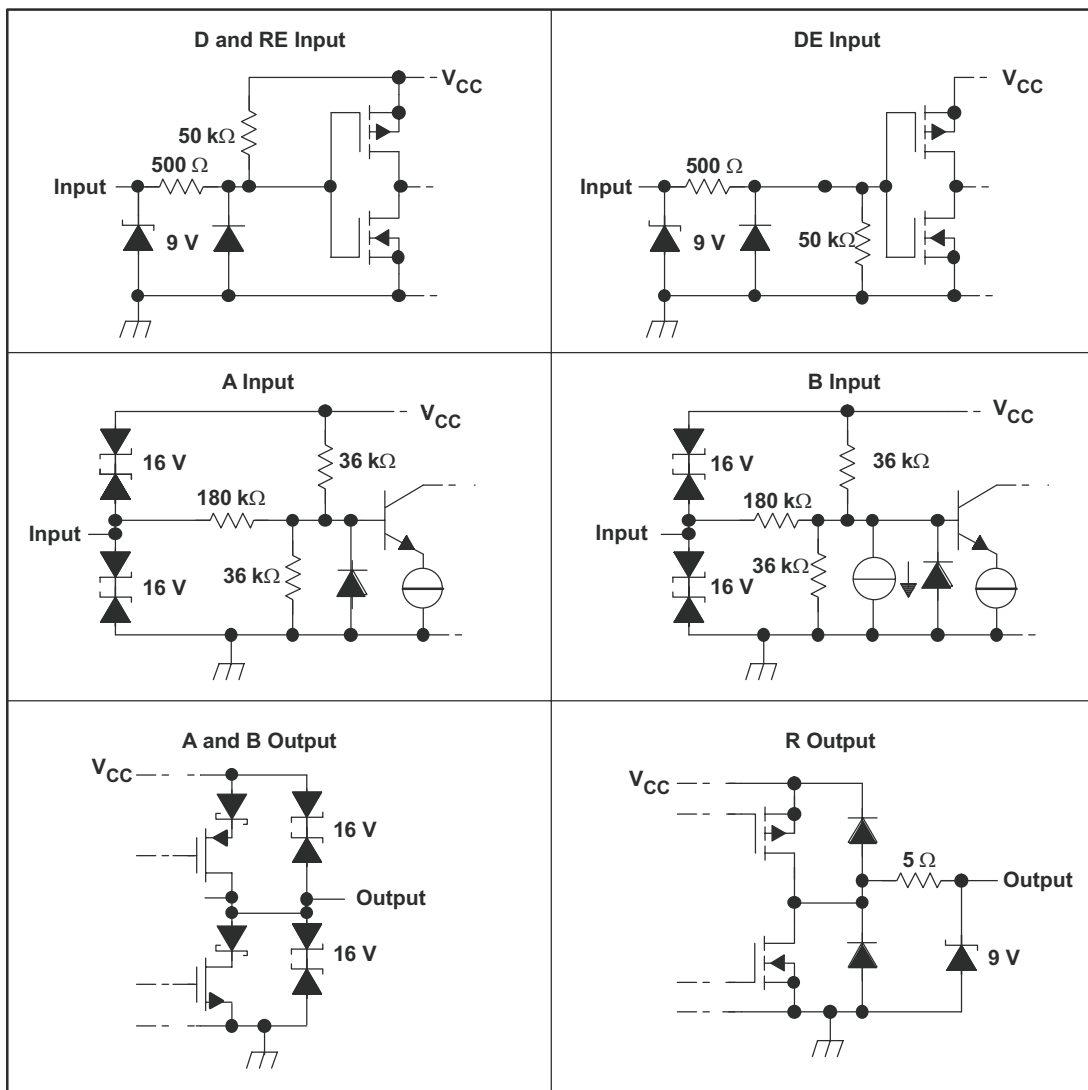 D and RE Input
VCC
50 kΩ
500 Ω
Input
9 V
DE Input
VCC
500 Ω
Input
9 V
50 kΩ
A Input
VCC
16 V
36 kΩ
180 kΩ
Input
36 kΩ
16 V
B Input
VCC
16 V
36 kΩ
180 kΩ
Input
36 kΩ
16 V
A and B Output
VCC
16 V
Output
16 V
R Output
VCC
5 Ω
Output
9 V